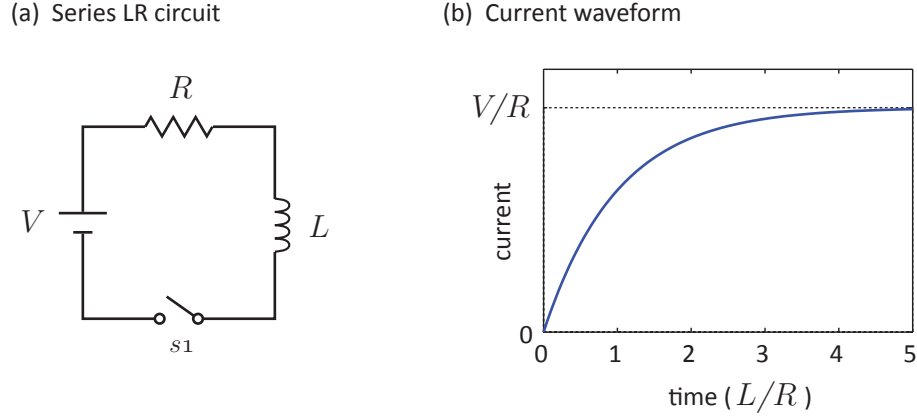 (a) Series LR circuit
R
V
L
s1
(b) Current waveform
V/R
current
0
0 1 2 3 4 5
time ( L/R )